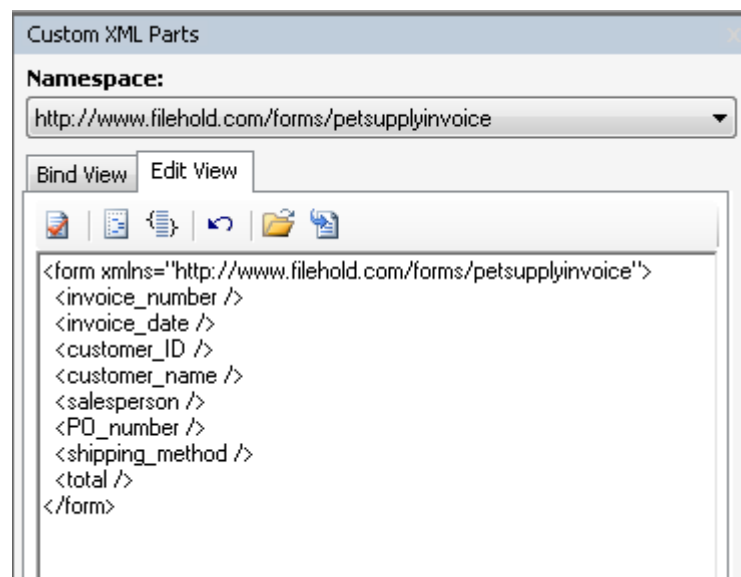 Custom XML Parts
Namespace:
http://www.filehold.com/forms/petsupplyinvoice
Bind View Edit View
<form xmlns="http://www.filehold.com/forms/petsupplyinvoice">
<invoice_number />
<invoice_date />
<customer_ID />
<customer_name />
<salesperson />
<PO_number />
<shipping_method />
<total />
</form>